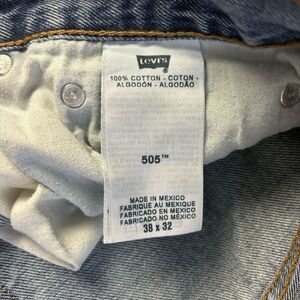 Levi's
®
100% COTTON - COTON -
ALGODÓN - ALGODÃO
505™
MADE IN MEXICO
FABRIQUE AU MEXIQUE
FABRICADO EN MEXICO
FABRICADO NO MÉXICO
38 x 32